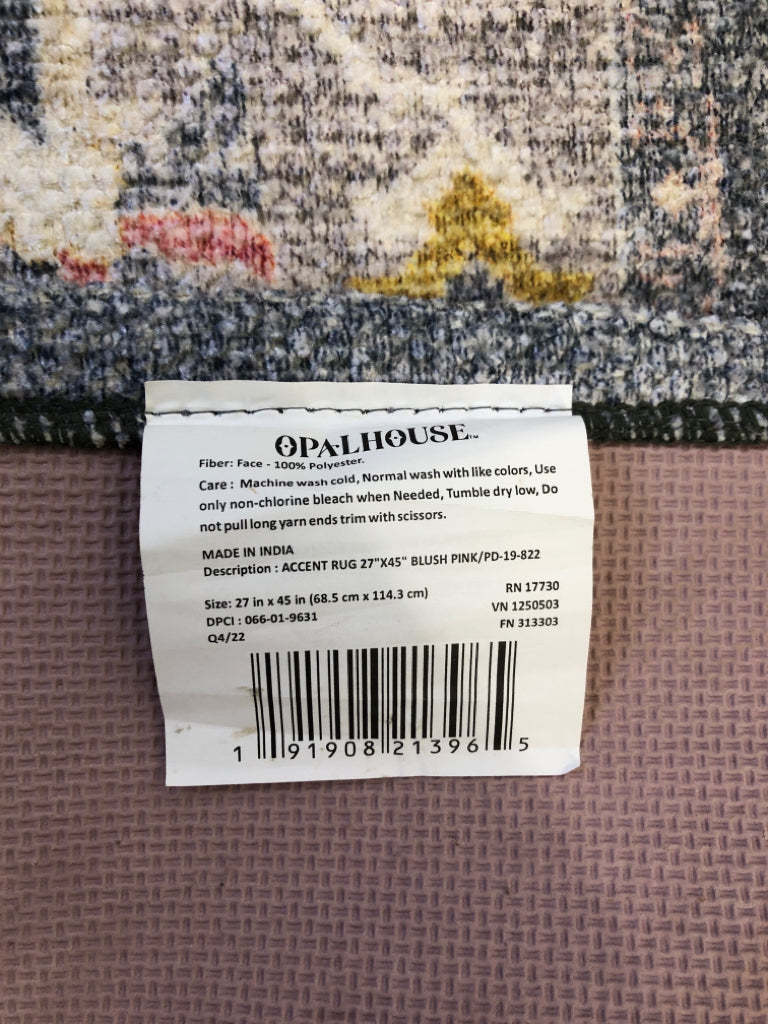 OPALHOUSE™
Fiber: Face - 100% Polyester.
Care : Machine wash cold, Normal wash with like colors, Use
only non-chlorine bleach when Needed, Tumble dry low, Do
not pull long yarn ends trim with scissors.
MADE IN INDIA
Description : ACCENT RUG 27"X45" BLUSH PINK/PD-19-822
Size: 27 in x 45 in (68.5 cm x 114.3 cm)
DPCI : 066-01-9631
Q4/22
RN 17730
VN 1250503
FN 313303
1 91908 21396 5